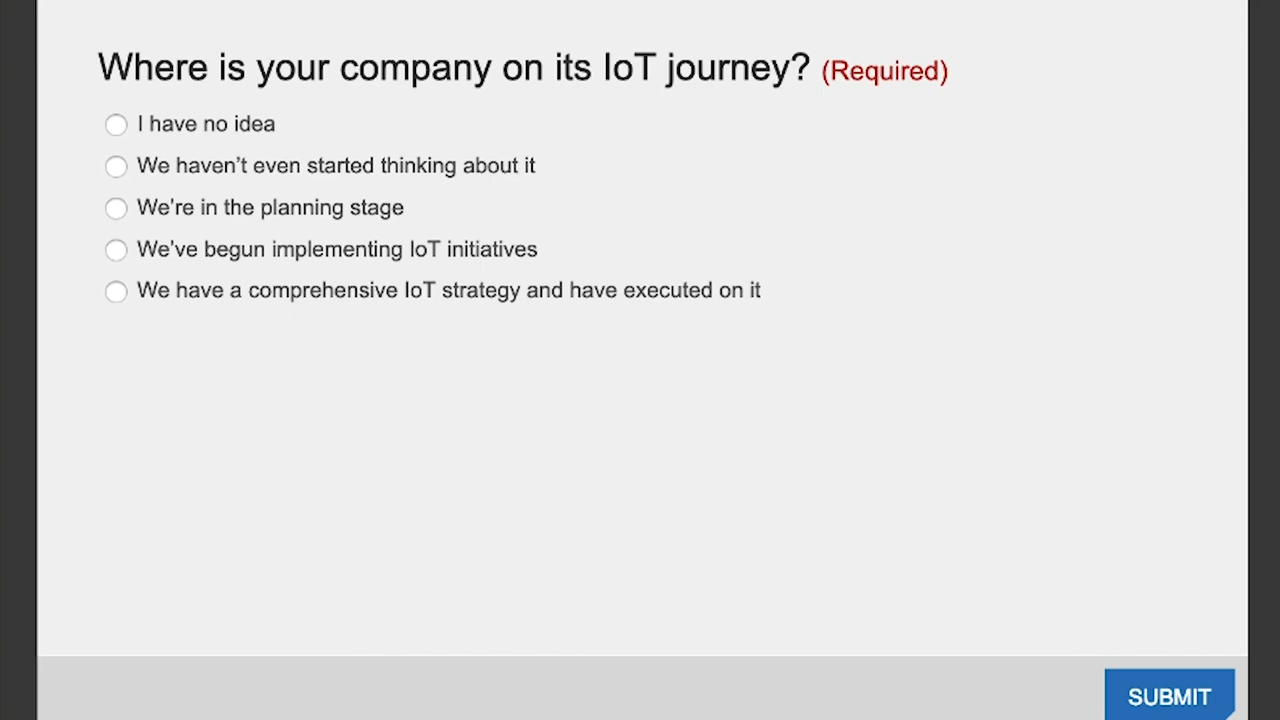 Where is your company on its IoT journey? (Required)
I have no idea
We haven’t even started thinking about it
We’re in the planning stage
We’ve begun implementing IoT initiatives
We have a comprehensive IoT strategy and have executed on it
SUBMIT